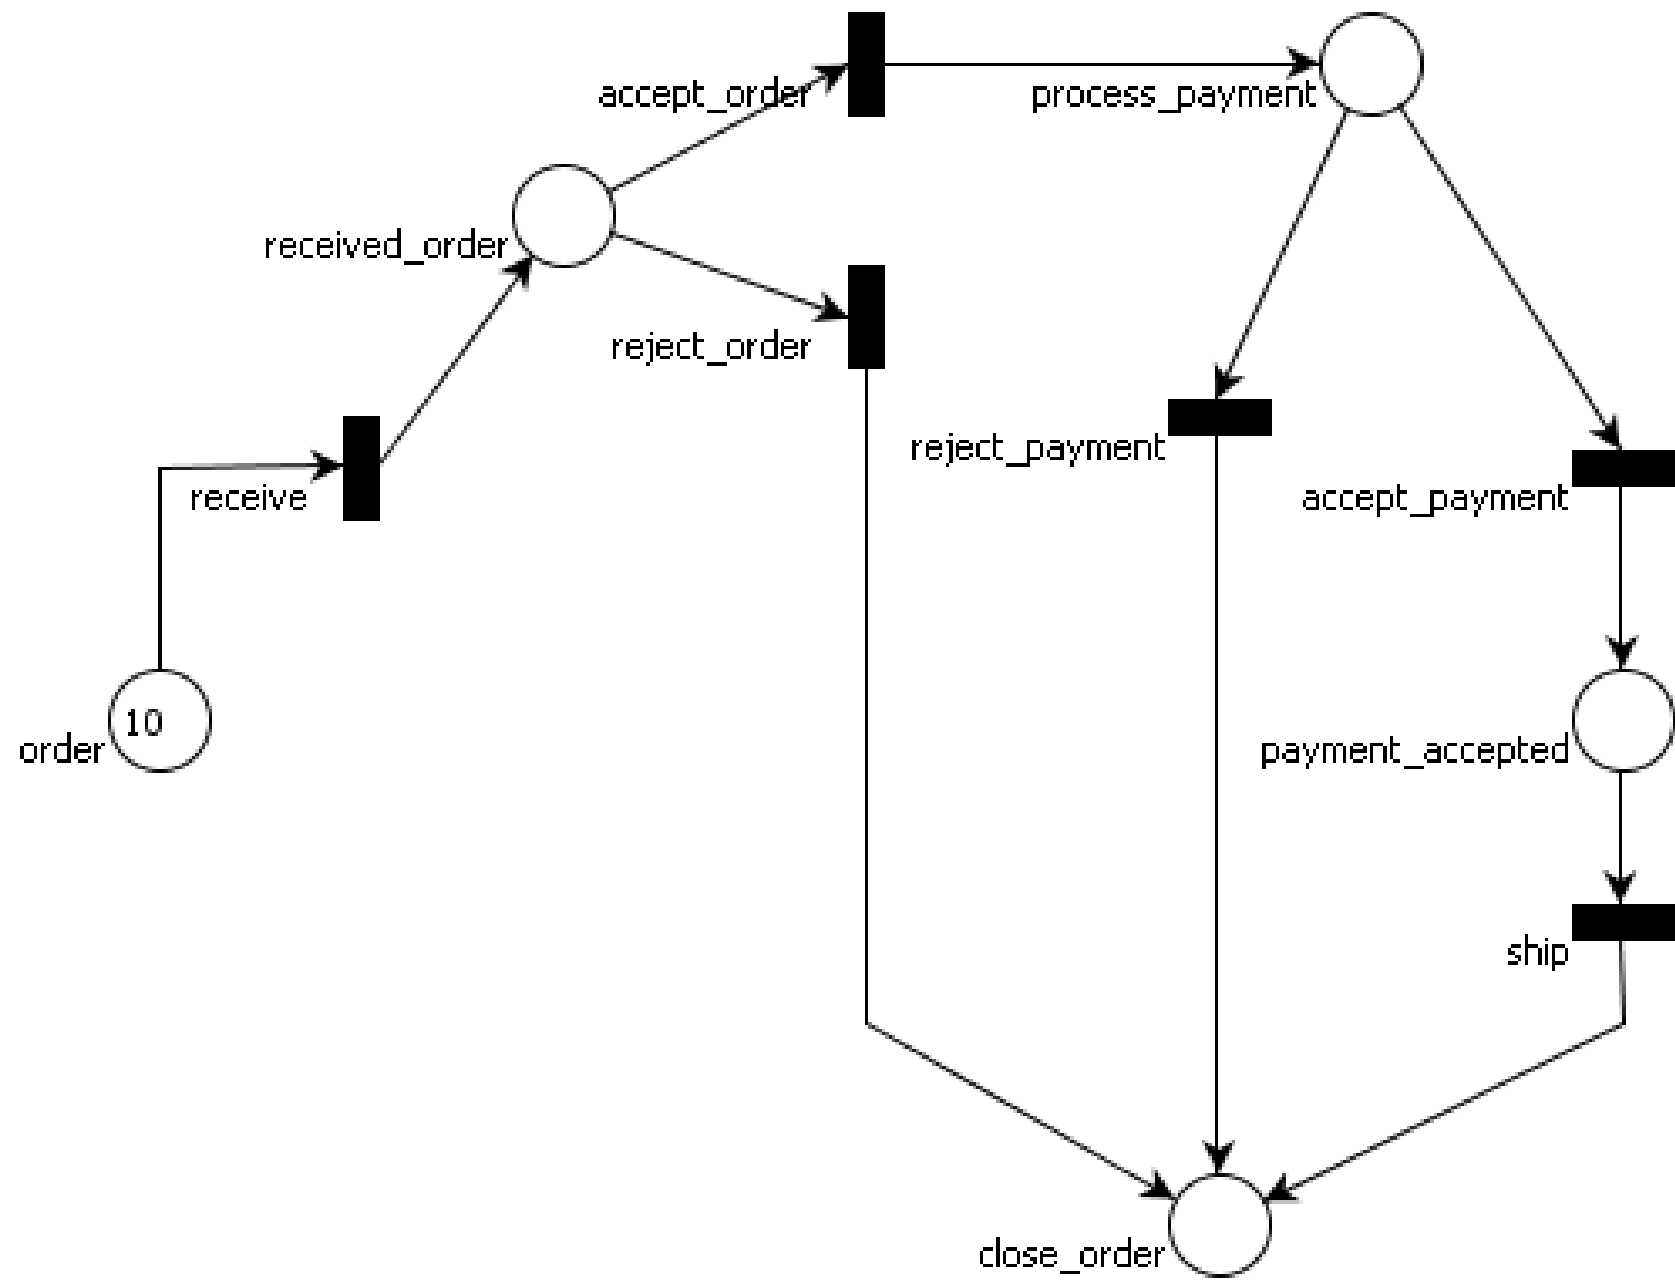 accept_order
process_payment
received_order
reject_order
reject_payment
receive
accept_payment
10
order
payment_accepted
ship
close_order